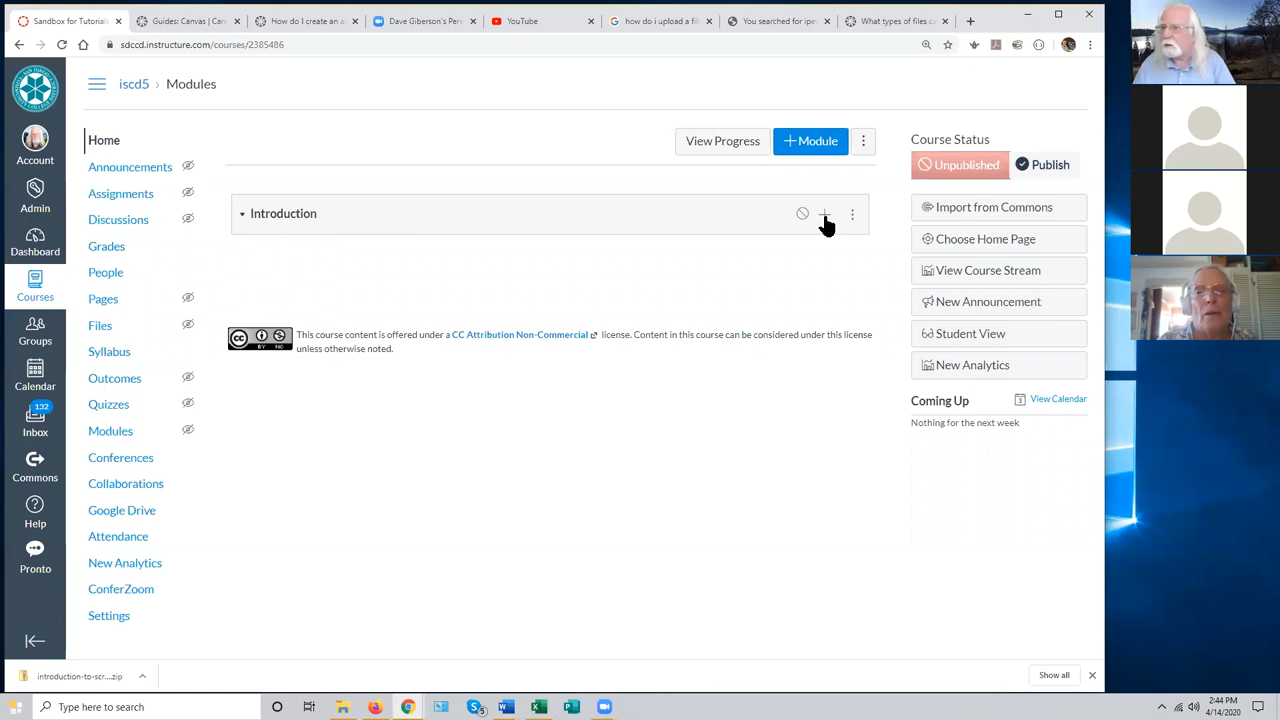 Sandbox for Tutorials
Guides: Canvas | Can
How do I create an a
Dave Giberson's Pers
YouTube
how do i upload a fil
You searched for ipe
What types of files ca
sdccd.instructure.com/courses/2385486
iscd5 › Modules
Account
Admin
Dashboard
Courses
Groups
Calendar
132
Inbox
Commons
Help
Pronto
Home
Announcements
Assignments
Discussions
Grades
People
Pages
Files
Syllabus
Outcomes
Quizzes
Modules
Conferences
Collaborations
Google Drive
Attendance
New Analytics
ConferZoom
Settings
View Progress
+ Module
Introduction
This course content is offered under a CC Attribution Non-Commercial license. Content in this course can be considered under this license
unless otherwise noted.
cc
BY NC
Course Status
Unpublished
Publish
Import from Commons
Choose Home Page
View Course Stream
New Announcement
Student View
New Analytics
Coming Up
3 View Calendar
Nothing for the next week
introduction-to-scr....zip
Show all
Type here to search
5
2:44 PM
4/14/2020